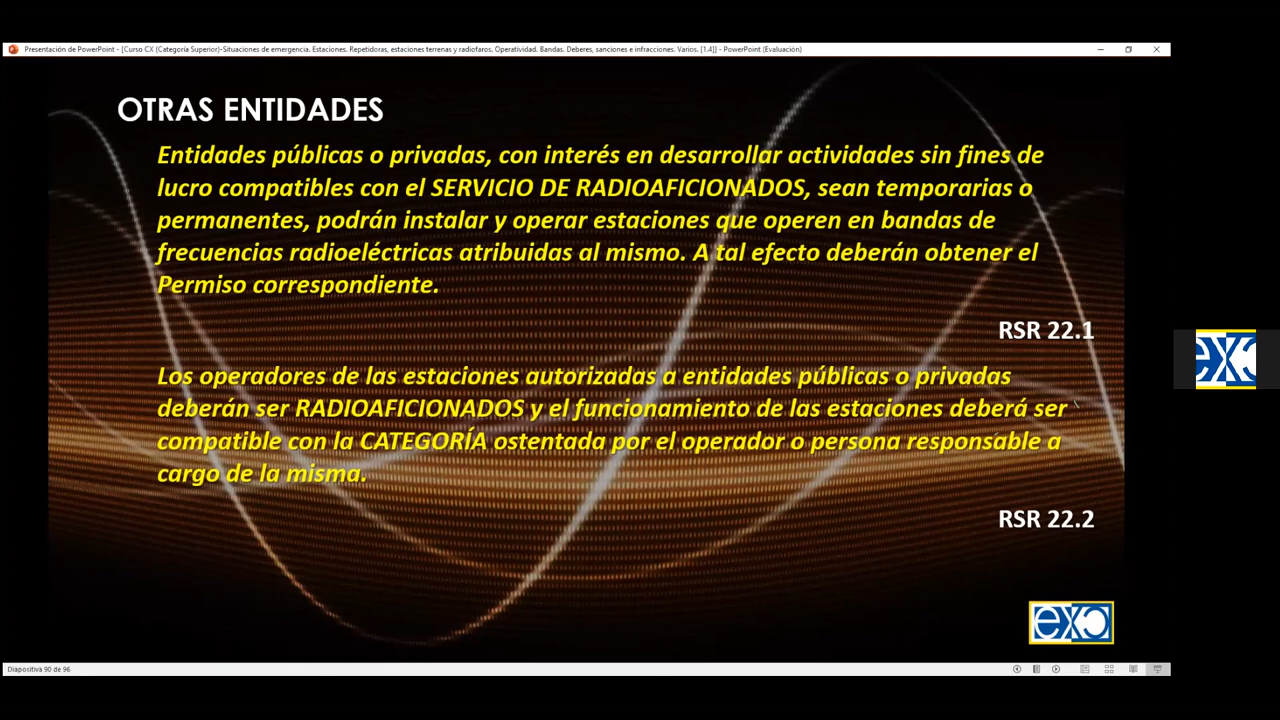 Presentación de PowerPoint - [Curso CX (Categoría Superior)-Situaciones de emergencia. Estaciones. Repetidoras, estaciones terrenas y radiofaros. Operatividad. Bandas. Deberes, sanciones e infracciones. Varios. [1.4]] - PowerPoint (Evaluación)
OTRAS ENTIDADES
Entidades públicas o privadas, con interés en desarrollar actividades sin fines de
lucro compatibles con el SERVICIO DE RADIOAFICIONADOS, sean temporarias o
permanentes, podrán instalar y operar estaciones que operen en bandas de
frecuencias radioeléctricas atribuidas al mismo. A tal efecto deberán obtener el
Permiso correspondiente.
RSR 22.1
exo
Los operadores de las estaciones autorizadas a entidades públicas o privadas
deberán ser RADIOAFICIONADOS y el funcionamiento de las estaciones deberá ser
compatible con la CATEGORÍA ostentada por el operador o persona responsable a
cargo de la misma.
RSR 22.2
exo
Diapositiva 90 de 96